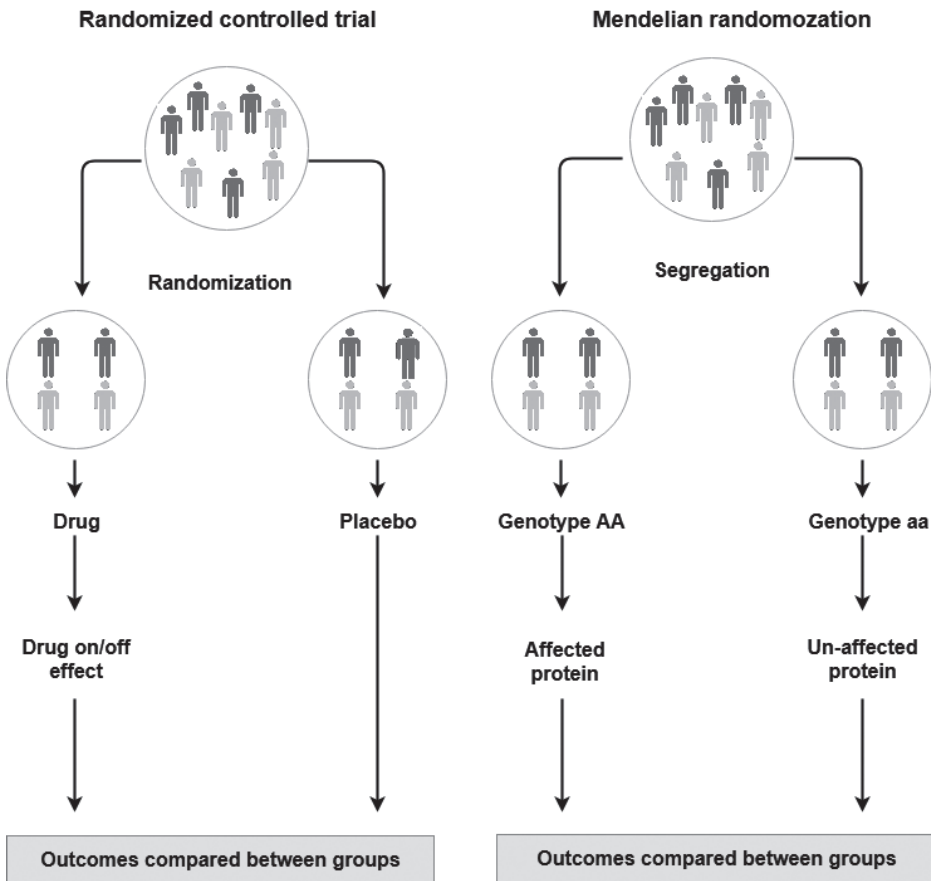 Randomized controlled trial
Mendelian randomozation
Randomization
Segregation
Drug
Placebo
Genotype AA
Genotype aa
Drug on/off
effect
Affected
protein
Un-affected
protein
Outcomes compared between groups
Outcomes compared between groups